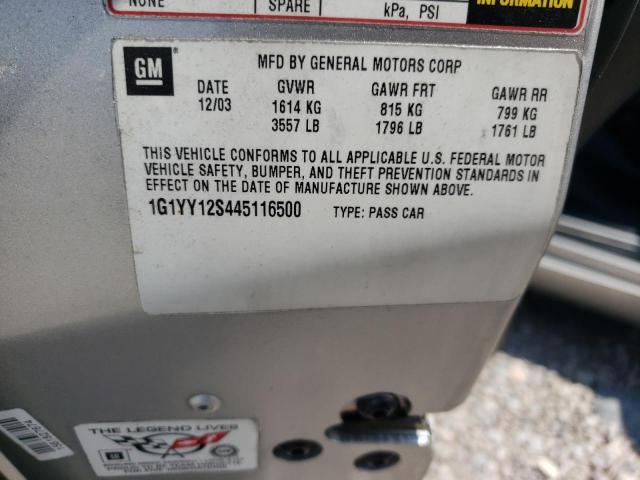 NONE SPARE kPa, PSI INFORMATION
GM MFD BY GENERAL MOTORS CORP
DATE GVWR GAWR FRT GAWR RR
12/03 1614 KG 815 KG 799 KG
3557 LB 1796 LB 1761 LB
THIS VEHICLE CONFORMS TO ALL APPLICABLE U.S. FEDERAL MOTOR
VEHICLE SAFETY, BUMPER, AND THEFT PREVENTION STANDARDS IN
EFFECT ON THE DATE OF MANUFACTURE SHOWN ABOVE.
1G1YY12S445116500 TYPE: PASS CAR
THE LEGEND LIVES
GM